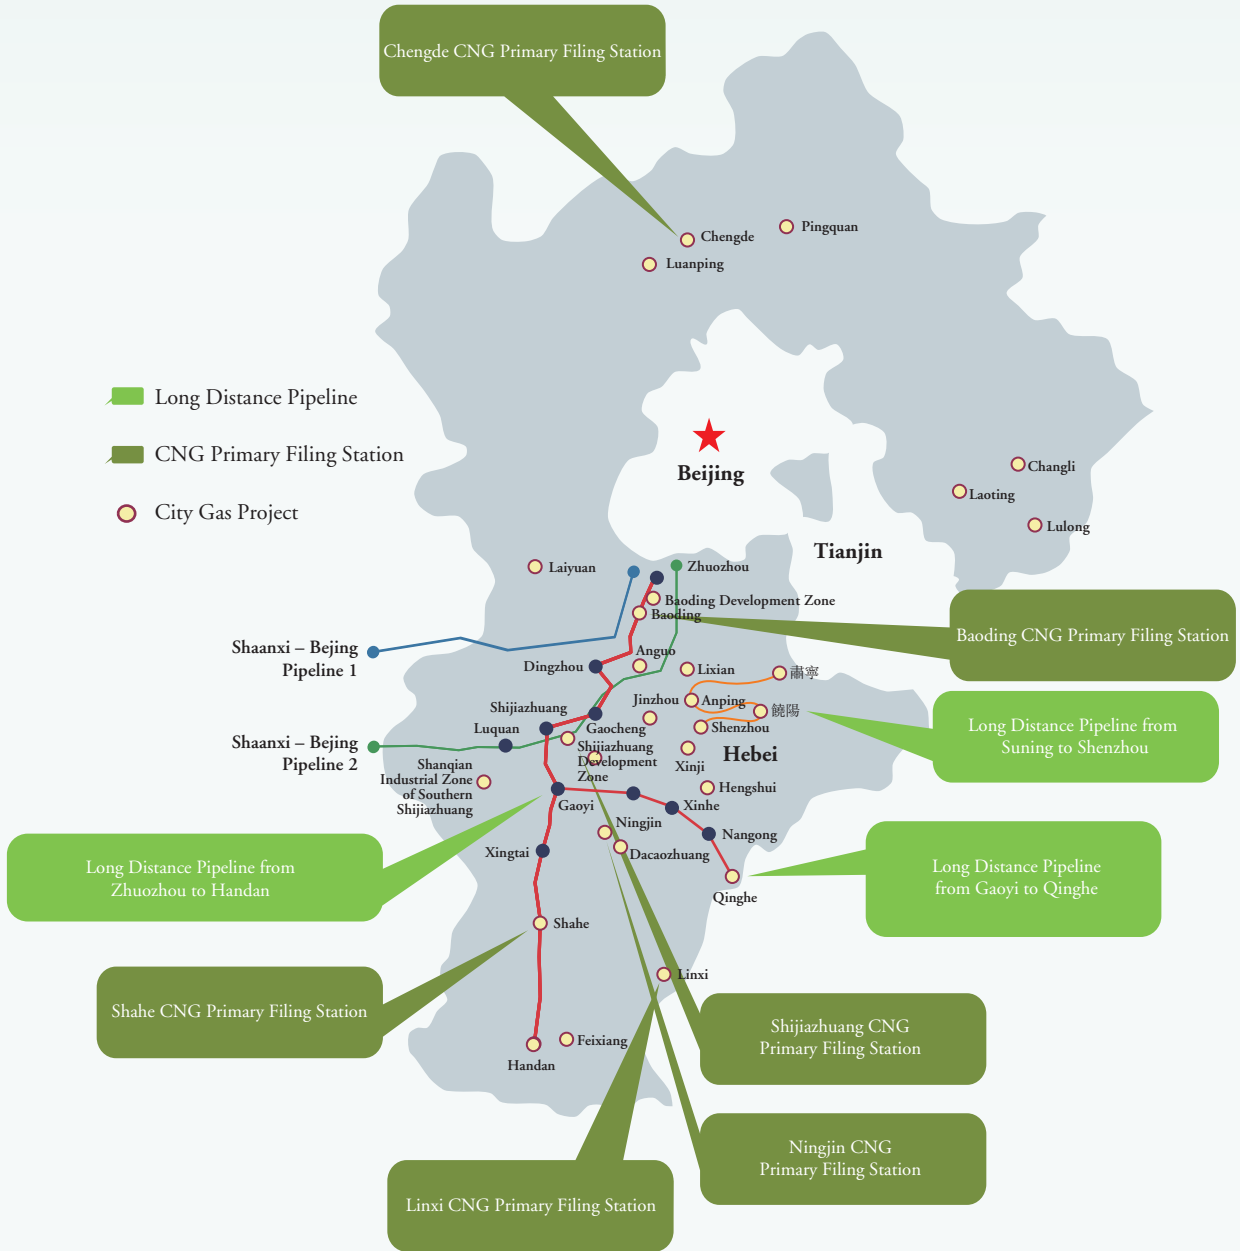 Chengde CNG Primary Filing Station
Chengde
Pingquan
Luanping
Long Distance Pipeline
CNG Primary Filing Station
City Gas Project
Beijing
Tianjin
Changli
Laoting
Lulong
Laiyuan
Zhuozhou
Baoding Development Zone
Baoding
Baoding CNG Primary Filing Station
Shaanxi – Bejing
Pipeline 1
Anguo
Dingzhou
Lixian
肅寧
Jinzhou
Anping
饒陽
Shijiazhuang
Gaocheng
Shenzhou
Long Distance Pipeline from
Suning to Shenzhou
Luquan
Shaanxi – Bejing
Pipeline 2
Shijiazhuang
Development
Zone
Hebei
Xinji
Shanqian
Industrial Zone
of Southern
Shijiazhuang
Hengshui
Gaoyi
Xinhe
Ningjin
Nangong
Xingtai
Dacaozhuang
Long Distance Pipeline from
Zhuozhou to Handan
Long Distance Pipeline
from Gaoyi to Qinghe
Qinghe
Shahe
Linxi
Shahe CNG Primary Filing Station
Shijiazhuang CNG
Primary Filing Station
Feixiang
Handan
Ningjin CNG
Primary Filing Station
Linxi CNG Primary Filing Station